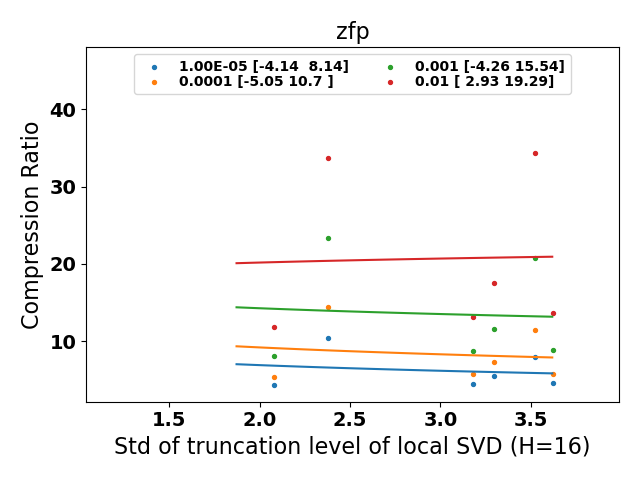 zfp
1.00E-05 [-4.14  8.14]
0.0001 [-5.05 10.7 ]
0.001 [-4.26 15.54]
0.01 [ 2.93 19.29]
Compression Ratio
40
30
20
10
1.5 2.0 2.5 3.0 3.5
Std of truncation level of local SVD (H=16)